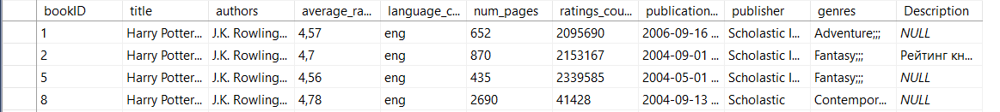 bookID title authors average_ra... language_c... num_pages ratings_cou... publication... publisher genres Description
1 Harry Potter... J.K. Rowling... 4,57 eng 652 2095690 2006-09-16 ... Scholastic I... Adventure;;; NULL
2 Harry Potter... J.K. Rowling... 4,7 eng 870 2153167 2004-09-01 ... Scholastic I... Fantasy;;; Рейтинг кн...
5 Harry Potter... J.K. Rowling... 4,56 eng 435 2339585 2004-05-01 ... Scholastic I... Fantasy;;; NULL
8 Harry Potter... J.K. Rowling... 4,78 eng 2690 41428 2004-09-13 ... Scholastic Contempor... NULL